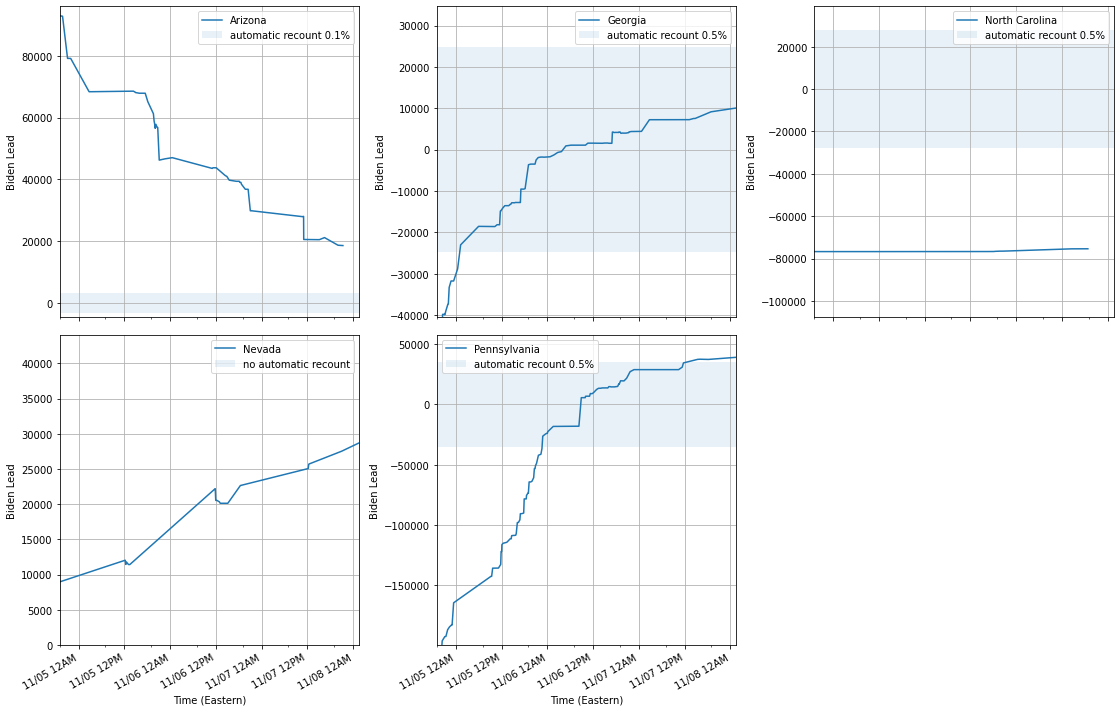 Arizona
automatic recount 0.1%
80000
60000
40000
20000
0
Biden Lead
Georgia
automatic recount 0.5%
30000
20000
10000
0
−10000
−20000
−30000
−40000
Biden Lead
North Carolina
automatic recount 0.5%
20000
0
−20000
−40000
−60000
−80000
−100000
Biden Lead
Nevada
no automatic recount
40000
35000
30000
25000
20000
15000
10000
5000
0
Biden Lead
11/05 12AM
11/05 12PM
11/06 12AM
11/06 12PM
11/07 12AM
11/07 12PM
11/08 12AM
Time (Eastern)
Pennsylvania
automatic recount 0.5%
50000
0
−50000
−100000
−150000
Biden Lead
11/05 12AM
11/05 12PM
11/06 12AM
11/06 12PM
11/07 12AM
11/07 12PM
11/08 12AM
Time (Eastern)